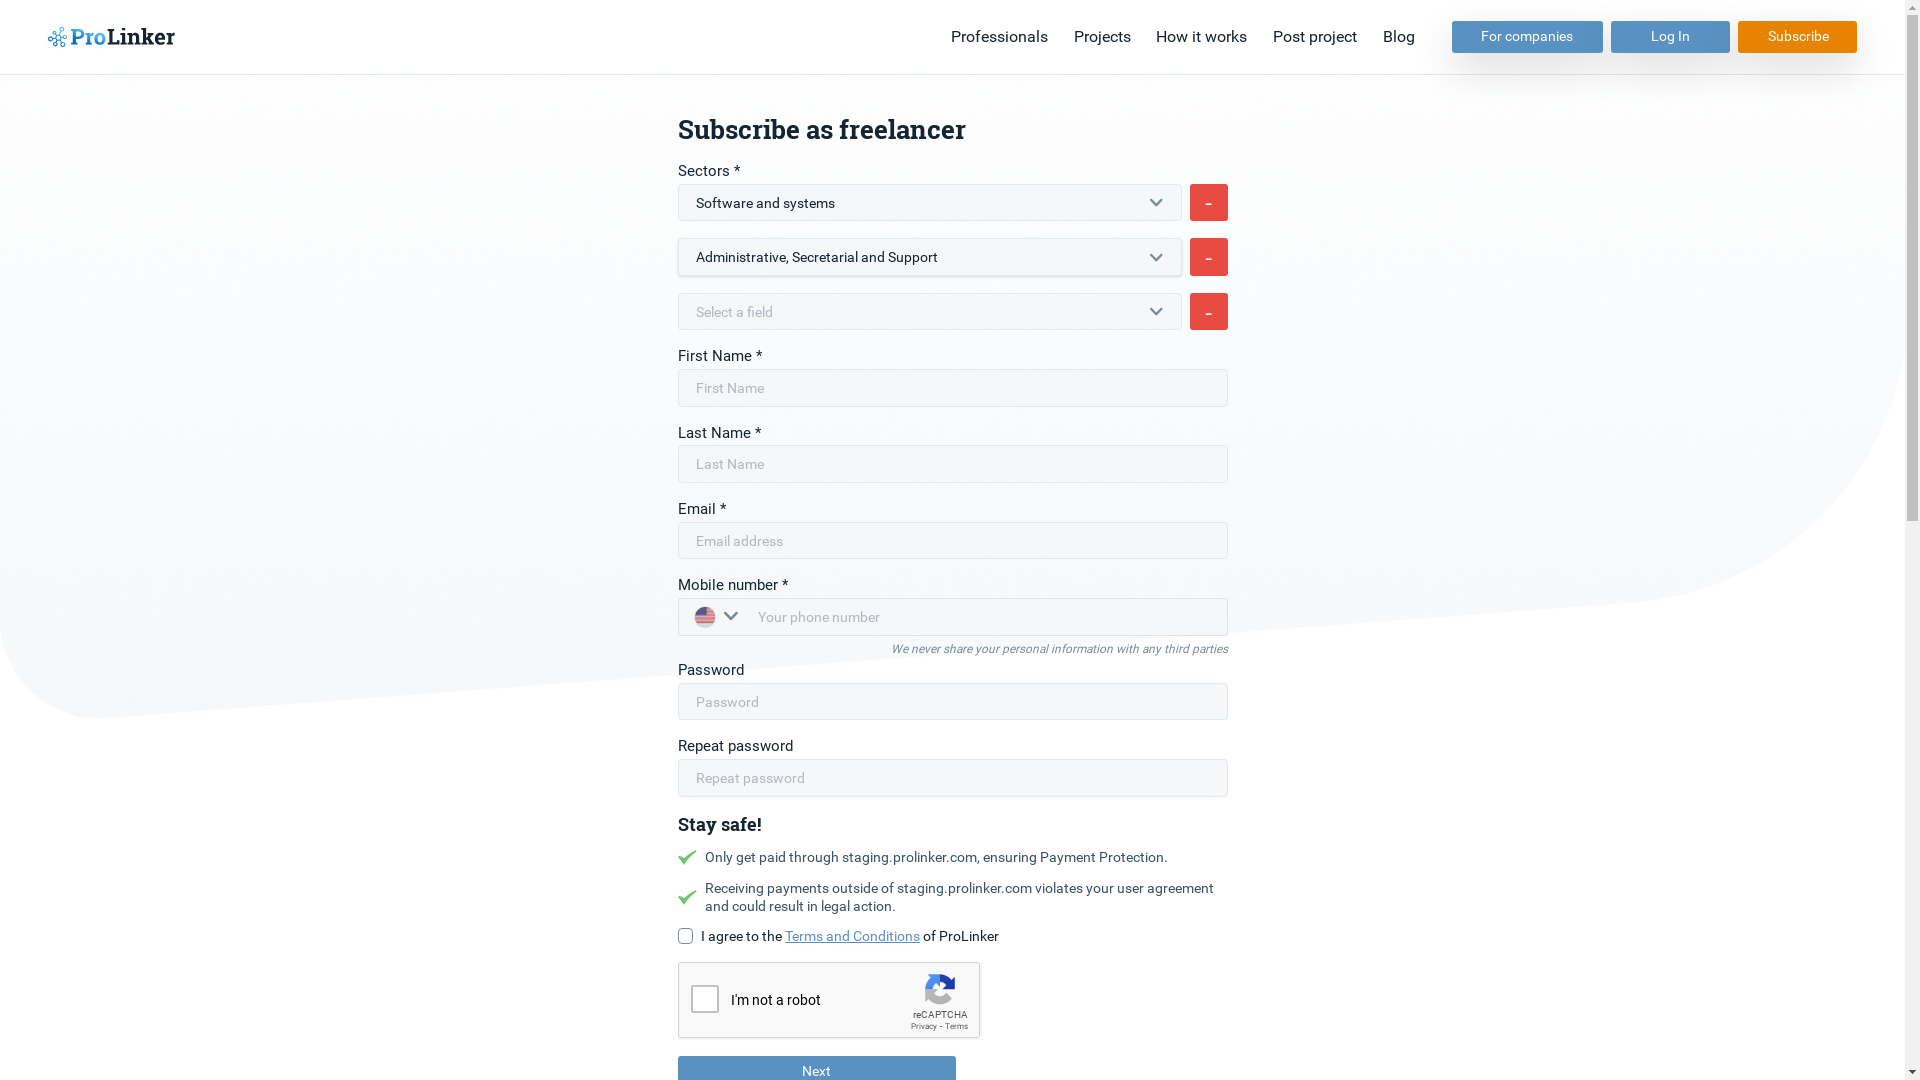 ProLinker
Professionals
Projects
How it works
Post project
Blog
For companies
Log In
Subscribe
Subscribe as freelancer
Sectors *
Software and systems
-
Administrative, Secretarial and Support
-
Select a field
-
First Name *
First Name
Last Name *
Last Name
Email *
Email address
Mobile number *
Your phone number
We never share your personal information with any third parties
Password
Password
Repeat password
Repeat password
Stay safe!
Only get paid through staging.prolinker.com, ensuring Payment Protection.
Receiving payments outside of staging.prolinker.com violates your user agreement
and could result in legal action.
I agree to the Terms and Conditions of ProLinker
I'm not a robot
reCAPTCHA
Privacy - Terms
Next